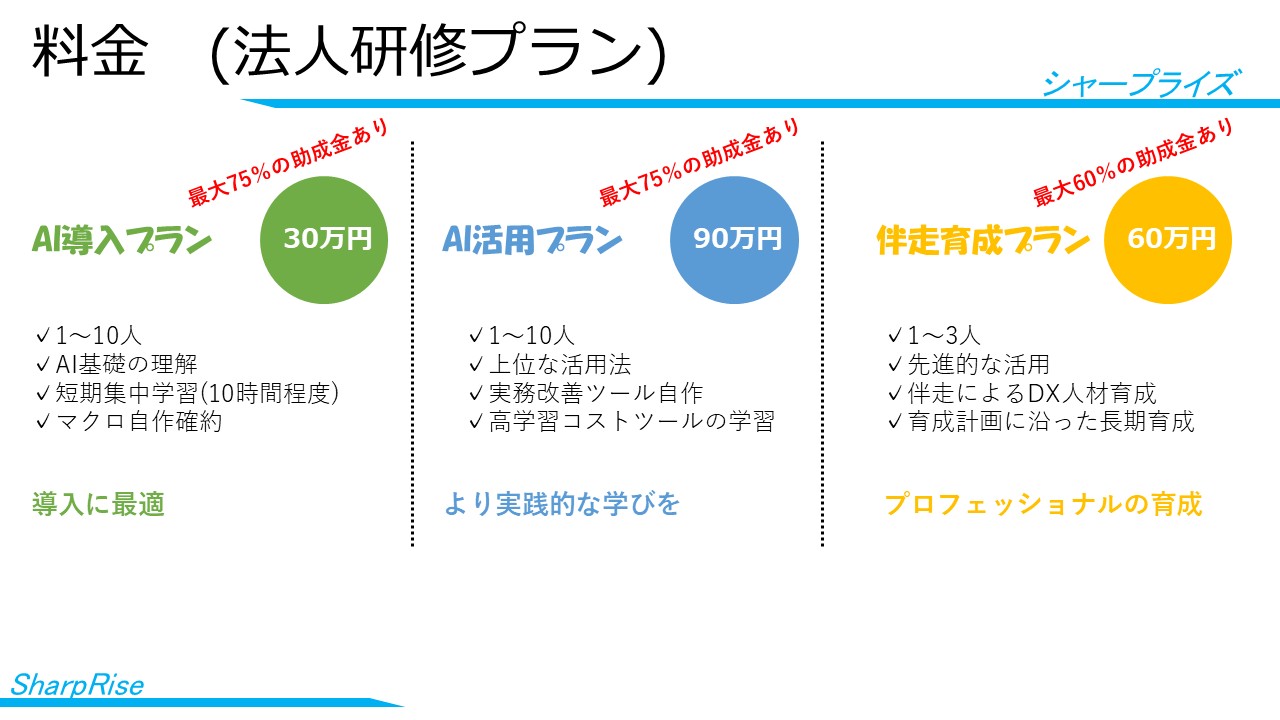 料金　(法人研修プラン)
シャープライズ
最大75%の助成金あり
AI導入プラン
30万円
✓1～10人
✓AI基礎の理解
✓短期集中学習(10時間程度)
✓マクロ自作確約
導入に最適
最大75%の助成金あり
AI活用プラン
90万円
✓1～10人
✓上位な活用法
✓実務改善ツール自作
✓高学習コストツールの学習
より実践的な学びを
最大60%の助成金あり
伴走育成プラン
60万円
✓1～3人
✓先進的な活用
✓伴走によるDX人材育成
✓育成計画に沿った長期育成
プロフェッショナルの育成
SharpRise